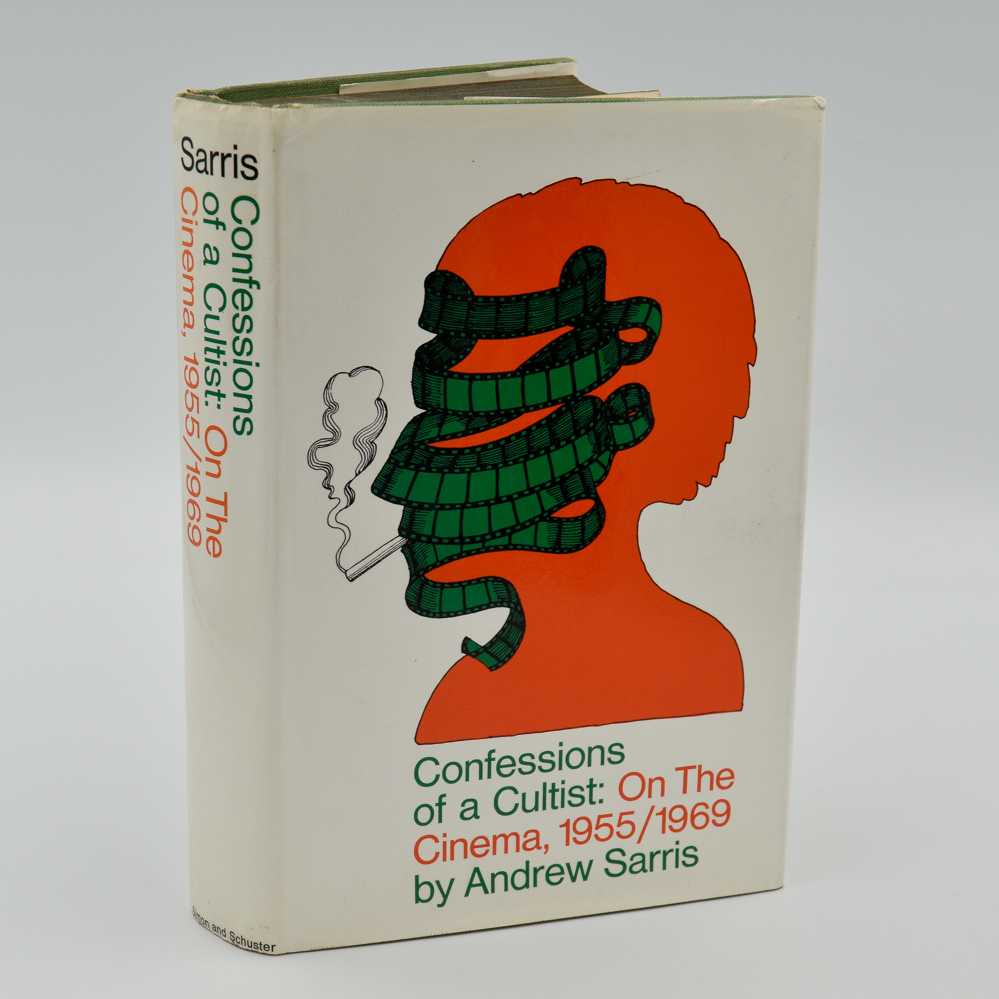 Sarris
Confessions
of a Cultist: On The
Cinema, 1955/1969
Simon and Schuster
Confessions
of a Cultist: On The
Cinema, 1955/1969
by Andrew Sarris